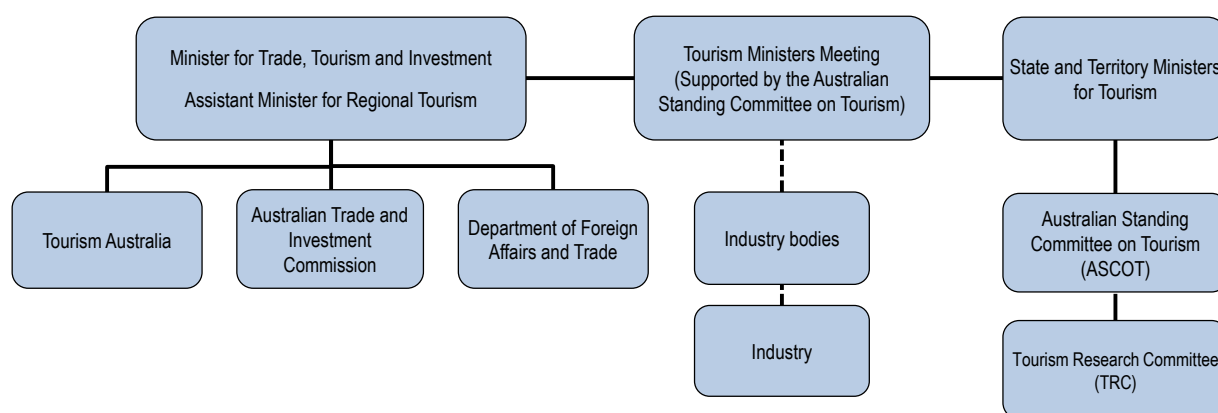 Minister for Trade, Tourism and Investment
Assistant Minister for Regional Tourism
Tourism Ministers Meeting
(Supported by the Australian
Standing Committee on Tourism)
State and Territory Ministers
for Tourism
Tourism Australia
Australian Trade and
Investment
Commission
Department of Foreign
Affairs and Trade
Industry bodies
Australian Standing
Committee on Tourism
(ASCOT)
Industry
Tourism Research Committee
(TRC)